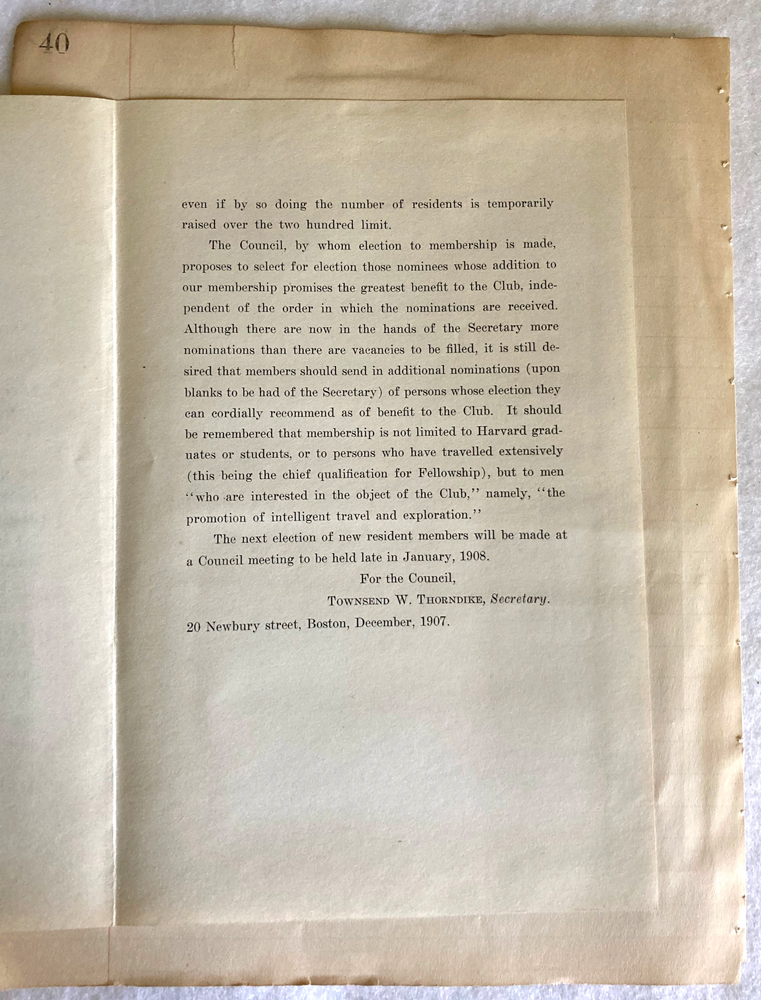 40
even if by so doing the number of residents is temporarily
raised over the two hundred limit.
The Council, by whom election to membership is made,
proposes to select for election those nominees whose addition to
our membership promises the greatest benefit to the Club, inde-
pendent of the order in which the nominations are received.
Although there are now in the hands of the Secretary more
nominations than there are vacancies to be filled, it is still de-
sired that members should send in additional nominations (upon
blanks to be had of the Secretary) of persons whose election they
can cordially recommend as of benefit to the Club. It should
be remembered that membership is not limited to Harvard grad-
uates or students, or to persons who have travelled extensively
(this being the chief qualification for Fellowship), but to men
“who are interested in the object of the Club,” namely, “the
promotion of intelligent travel and exploration.”
The next election of new resident members will be made at
a Council meeting to be held late in January, 1908.
For the Council,
TOWNSEND W. THORNDIKE, Secretary.
20 Newbury street, Boston, December, 1907.